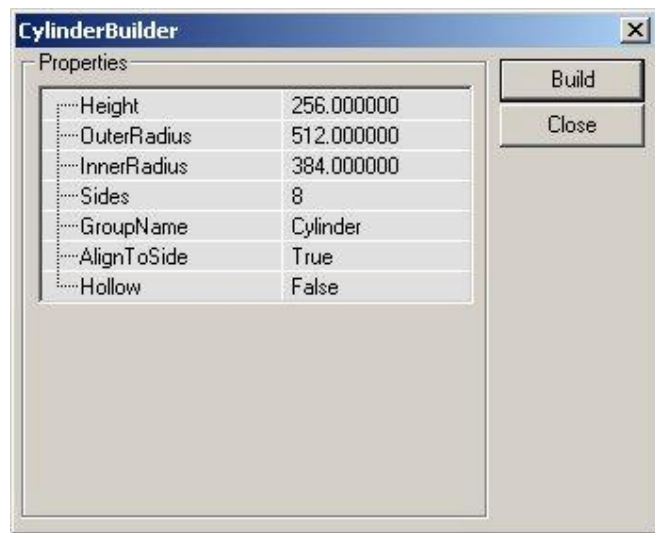 CylinderBuilder
Properties
Height 256.000000
OuterRadius 512.000000
InnerRadius 384.000000
Sides 8
GroupName Cylinder
AlignToSide True
Hollow False
Build
Close